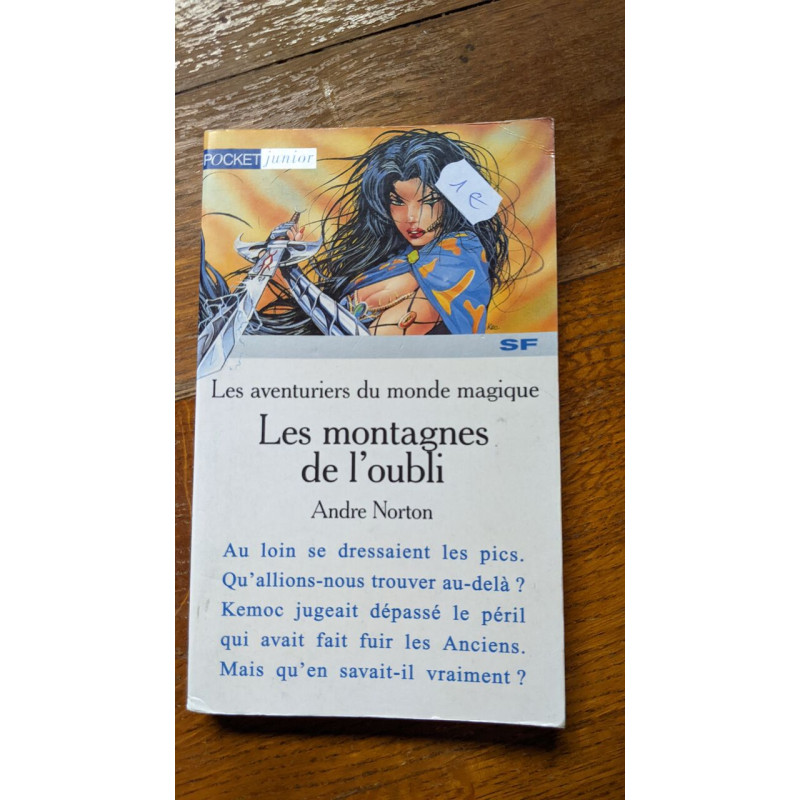 POCKET junior
1€
SF
Les aventuriers du monde magique
Les montagnes
de l'oubli
Andre Norton
Au loin se dressaient les pics.
Qu'allions-nous trouver au-delà ?
Kemoc jugeait dépassé le péril
qui avait fait fuir les Anciens.
Mais qu'en savait-il vraiment ?